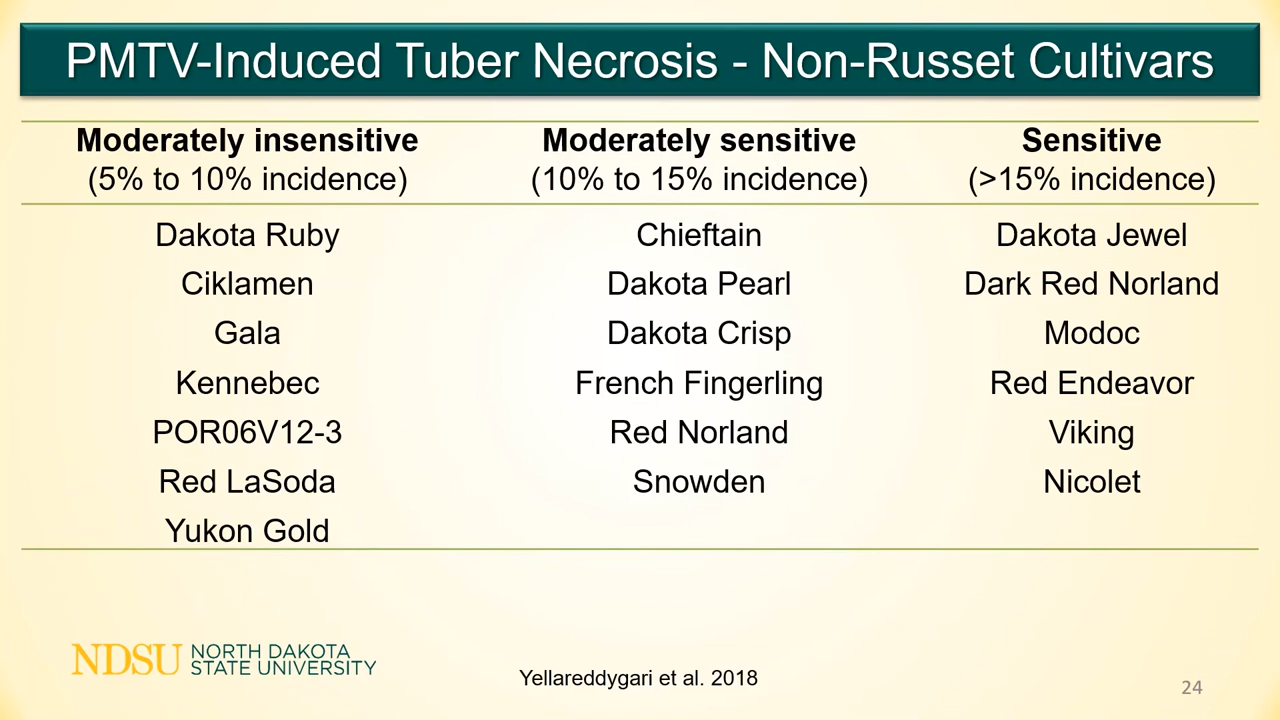 PMTV-Induced Tuber Necrosis - Non-Russet Cultivars
Moderately insensitive
(5% to 10% incidence)
Moderately sensitive
(10% to 15% incidence)
Sensitive
(>15% incidence)
Dakota Ruby
Chieftain
Dakota Jewel
Ciklamen
Dakota Pearl
Dark Red Norland
Gala
Dakota Crisp
Modoc
Kennebec
French Fingerling
Red Endeavor
POR06V12-3
Red Norland
Viking
Red LaSoda
Snowden
Nicolet
Yukon Gold
NDSU
NORTH DAKOTA
STATE UNIVERSITY
Yellareddygari et al. 2018
24